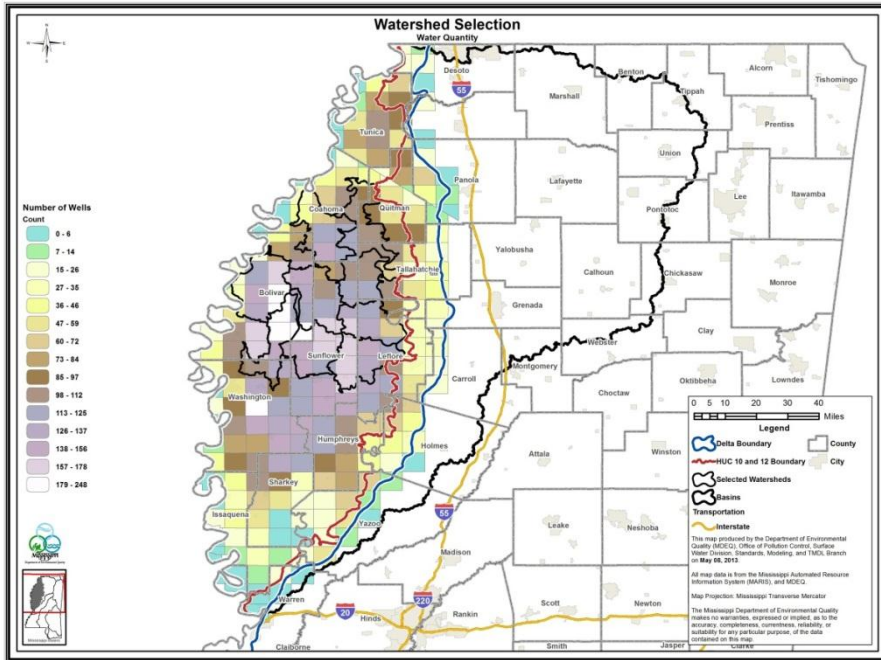 Watershed Selection
Water Quantity
Desoto
55
Marshall
Benton
Tippah
Alcorn
Tishomingo
Prentiss
Tunica
Union
Panola
Lafayette
Lee
Itawamba
Pontotoc
Coahoma
Quitman
Yalobusha
Tallahatchie
Calhoun
Chickasaw
Monroe
Bolivar
Grenada
Clay
Webster
Sunflower
Leflore
Montgomery
Carroll
Choctaw
Oktibbeha
Lowndes
Washington
Humphreys
Holmes
Attala
Winston
Sharkey
Issaquena
Yazoo
55
Leake
Neshoba
Madison
Warren
220
20
Hinds
Rankin
Scott
Newton
Claiborne
Smith
Jasper
Clarke
Number of Wells
Count
0 - 6
7 - 14
15 - 26
27 - 35
36 - 46
47 - 59
60 - 72
73 - 84
85 - 97
98 - 112
113 - 125
126 - 137
138 - 156
157 - 178
179 - 248
0 5 10 20 30 40
Miles
Legend
Delta Boundary
County
HUC 10 and 12 Boundary
City
Selected Watersheds
Basins
Transportation
Interstate
This map produced by the Department of Environmental
Quality (MDEQ), Office of Pollution Control, Surface
Water Division, Standards, Modeling, and TMDL Branch
on May 08, 2013.
All map data is from the Mississippi Automated Resource
Information System (MARIS), and MDEQ.
Map Projection: Mississippi Transverse Mercator
The Mississippi Department of Environmental Quality
makes no warranties, expressed or implied, as to the
accuracy, completeness, currentness, reliability, or
suitability for any particular purpose, of the data
contained on this map.